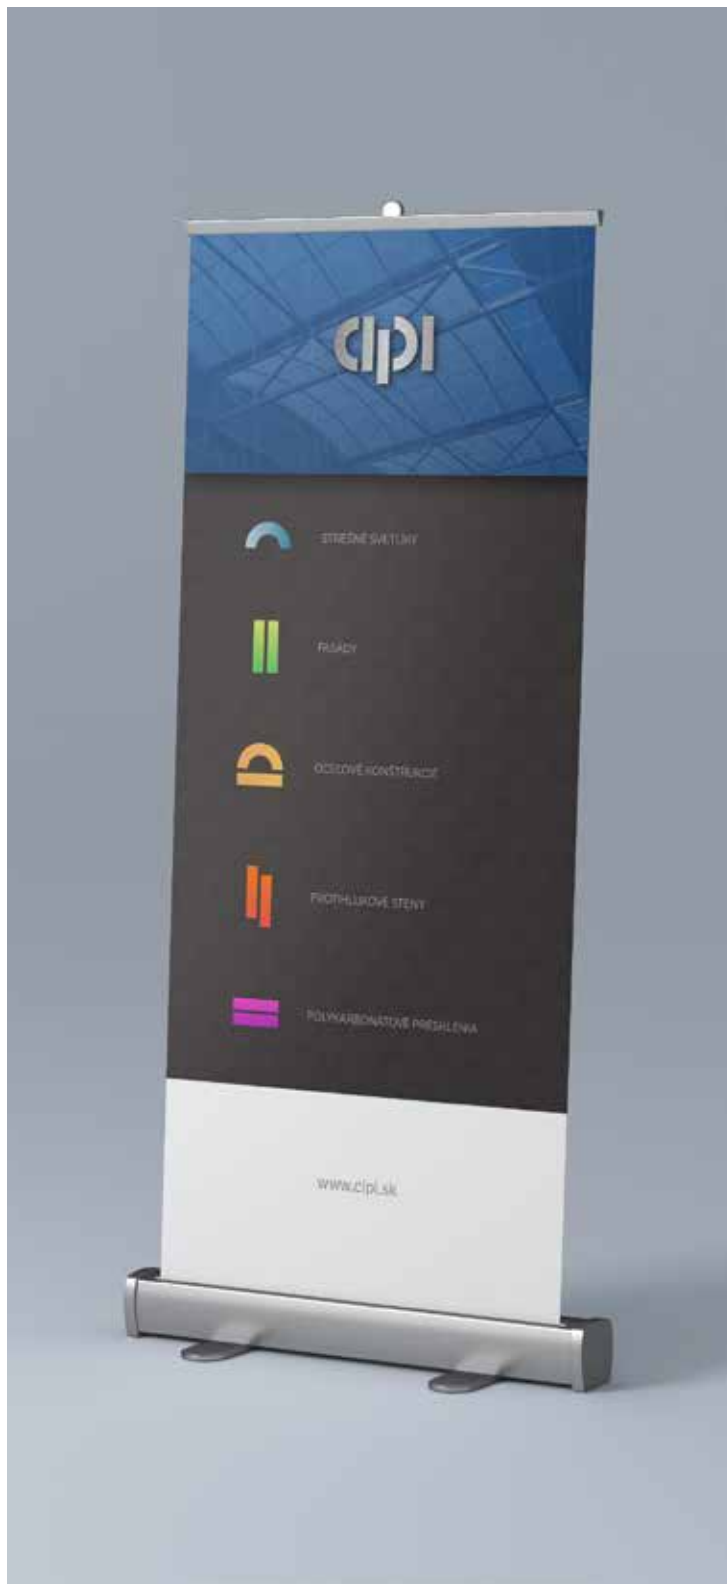 cipi
STREŠNÉ SVETLÍKY
FASÁDY
OCEĽOVÉ KONŠTRUKCIE
PROTIHLUKOVÉ STENY
POLYKARBONÁTOVÉ PRESKLENIA
www.cipi.sk